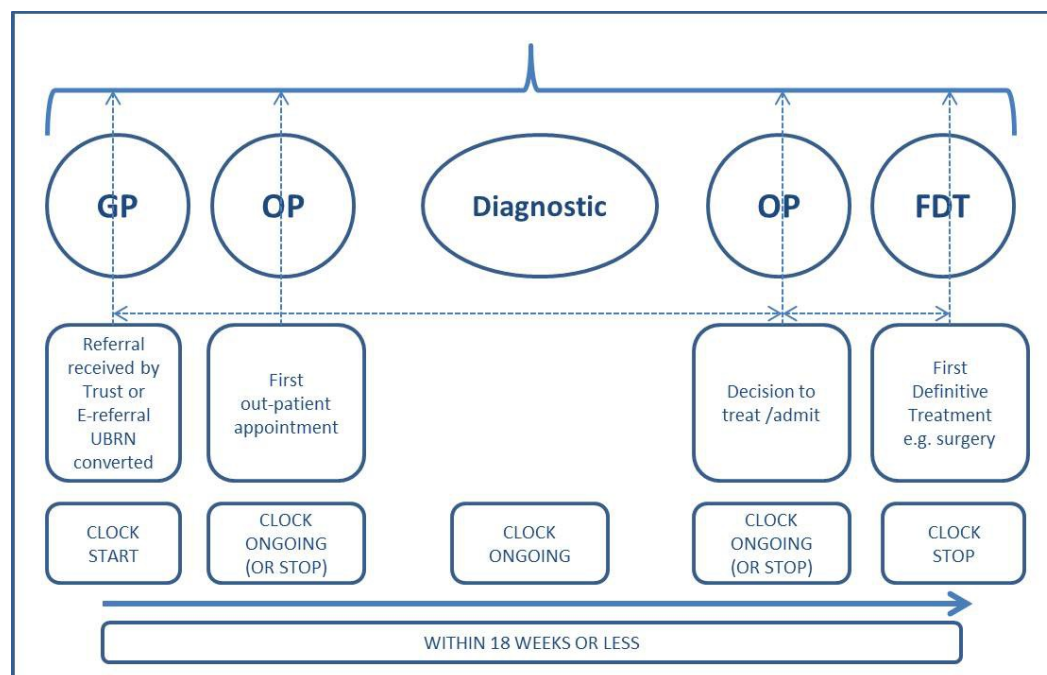 GP
OP
Diagnostic
OP
FDT
Referral
received by
Trust or
E-referral
UBRN
converted
First
out-patient
appointment
Decision to
treat /admit
First
Definitive
Treatment
e.g. surgery
CLOCK
START
CLOCK
ONGOING
(OR STOP)
CLOCK
ONGOING
CLOCK
ONGOING
(OR STOP)
CLOCK
STOP
WITHIN 18 WEEKS OR LESS